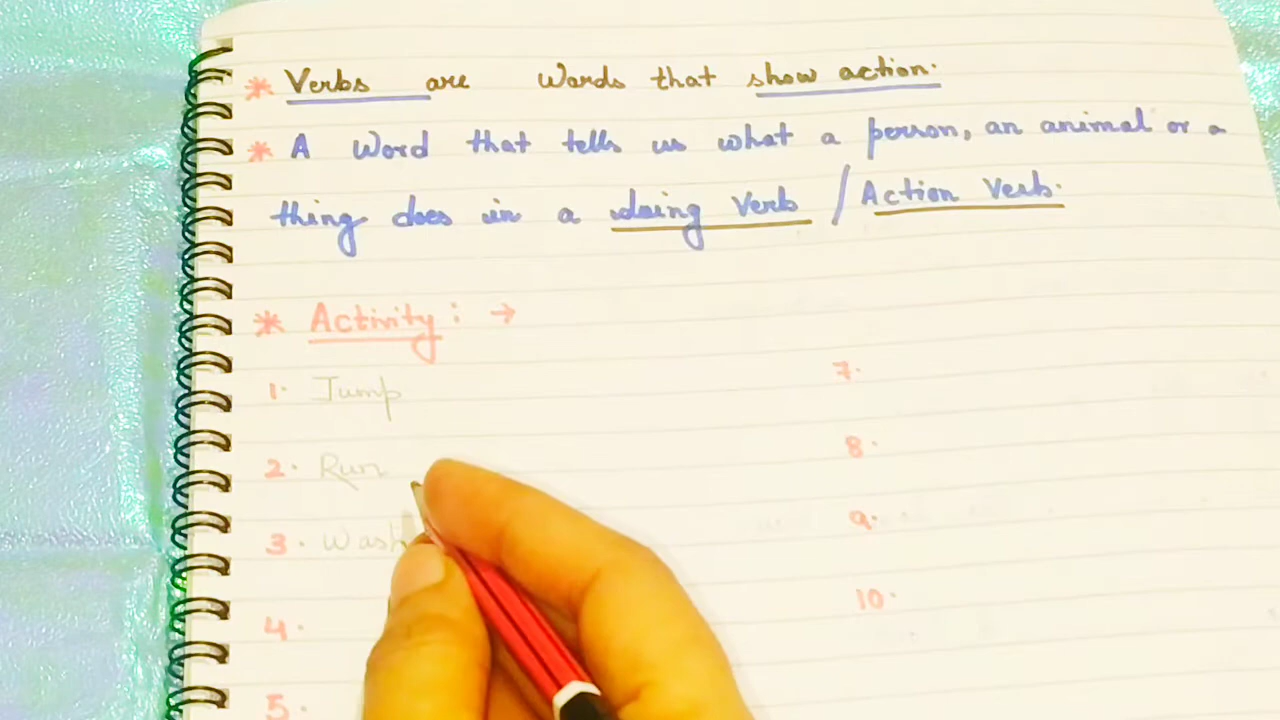 * Verbs are words that show action.
* A word that tells us what a person, an animal or a
thing does in a doing verb / Action Verb.
* Activity : →
1. Jump
2. Run
3. Wash
4.
5.
7.
8.
9.
10.